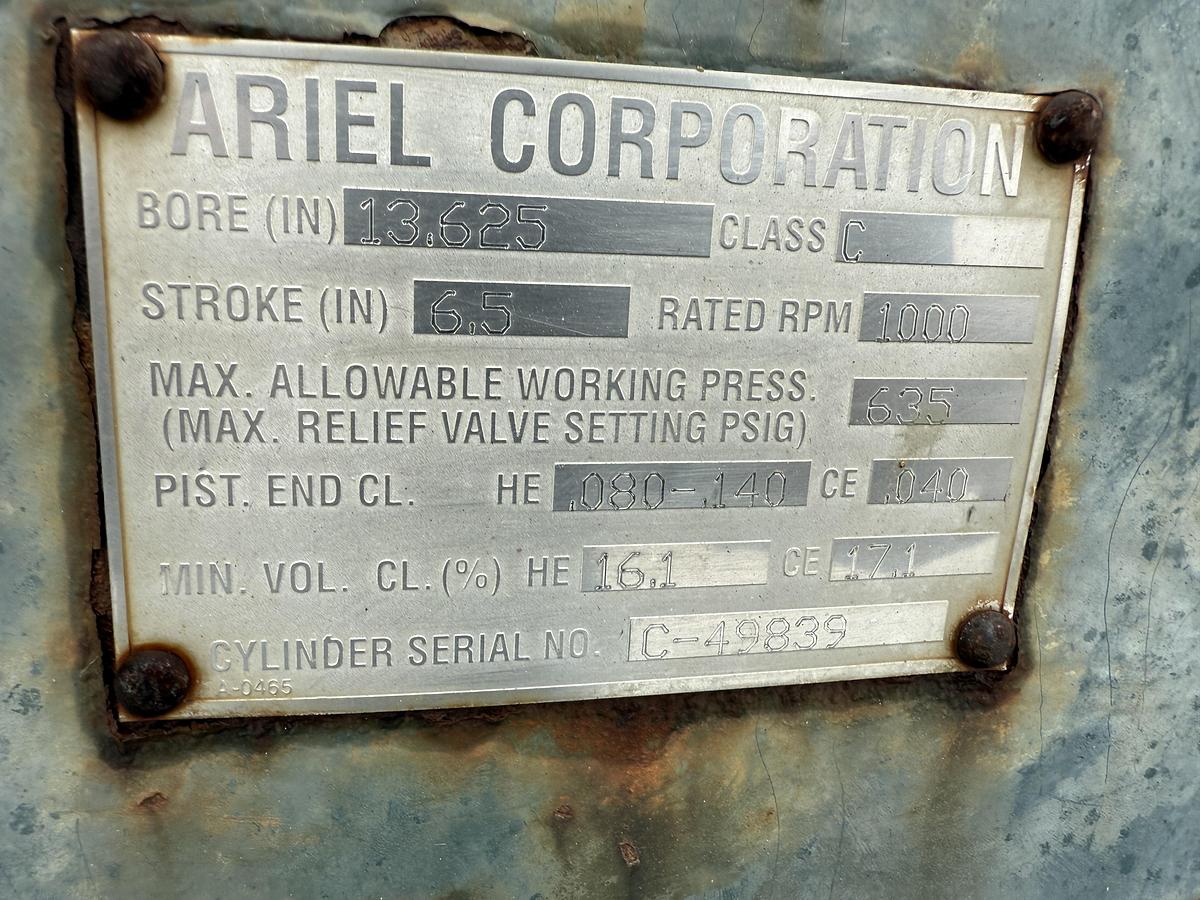 ARIEL CORPORATION
BORE (IN) 13.625 CLASS C
STROKE (IN) 6.5 RATED RPM 1000
MAX. ALLOWABLE WORKING PRESS. 635
(MAX. RELIEF VALVE SETTING PSIG)
PIST. END CL. HE .080-.140 CE .040
MIN. VOL. CL. (%) HE 16.1 CE 17.1
CYLINDER SERIAL NO. C-49839
A-0465